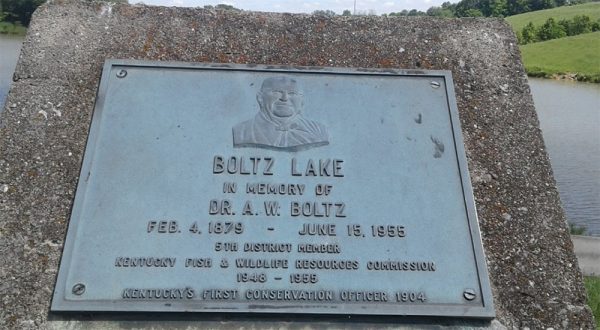 BOLTZ LAKE
IN MEMORY OF
DR. A. W. BOLTZ
FEB. 4, 1879 - JUNE 15, 1955
5TH DISTRICT MEMBER
KENTUCKY FISH & WILDLIFE RESOURCES COMMISSION
1948 - 1955
KENTUCKY'S FIRST CONSERVATION OFFICER 1904